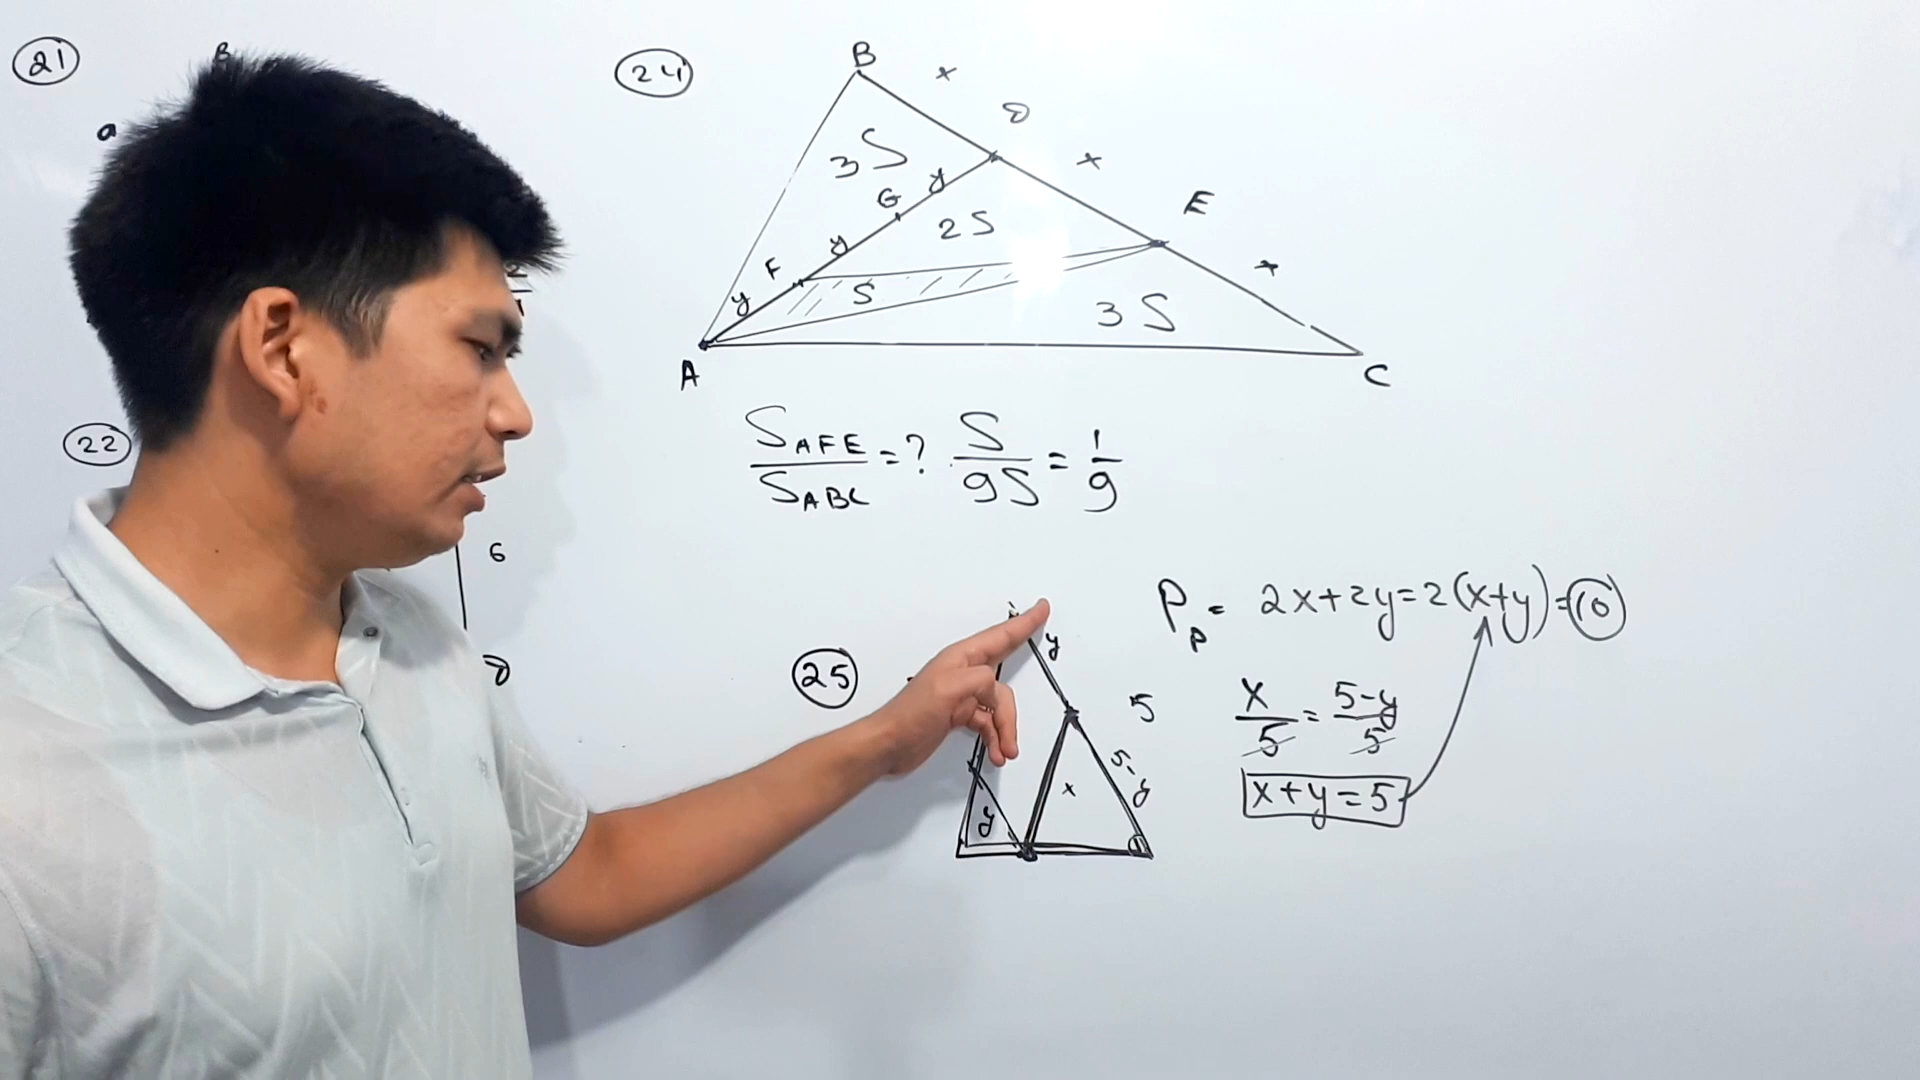 21
B
a
22
6
D
24
B
x
D
x
E
x
3S
G
y
2S
y
F
y
S
3S
A
C
S_AFE / S_ABC = ? S / 9S = 1 / 9
25
y
5
5-y
x
y
P_P = 2x+2y=2(x+y)=10
x/5 = 5-y/5
x+y=5